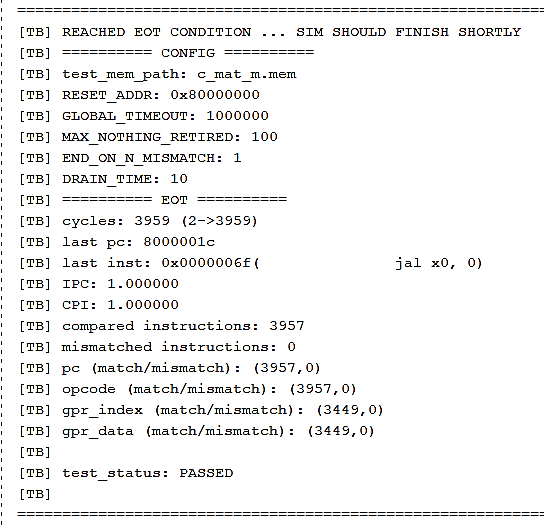 ================================================================
[TB] REACHED EOT CONDITION ... SIM SHOULD FINISH SHORTLY
[TB] ========== CONFIG ==========
[TB] test_mem_path: c_mat_m.mem
[TB] RESET_ADDR: 0x80000000
[TB] GLOBAL_TIMEOUT: 1000000
[TB] MAX_NOTHING_RETIRED: 100
[TB] END_ON_N_MISMATCH: 1
[TB] DRAIN_TIME: 10
[TB] ========== EOT ==========
[TB] cycles: 3959 (2->3959)
[TB] last pc: 8000001c
[TB] last inst: 0x0000006f(               jal x0, 0)
[TB] IPC: 1.000000
[TB] CPI: 1.000000
[TB] compared instructions: 3957
[TB] mismatched instructions: 0
[TB] pc (match/mismatch): (3957,0)
[TB] opcode (match/mismatch): (3957,0)
[TB] gpr_index (match/mismatch): (3449,0)
[TB] gpr_data (match/mismatch): (3449,0)
[TB]
[TB] test_status: PASSED
[TB]
================================================================